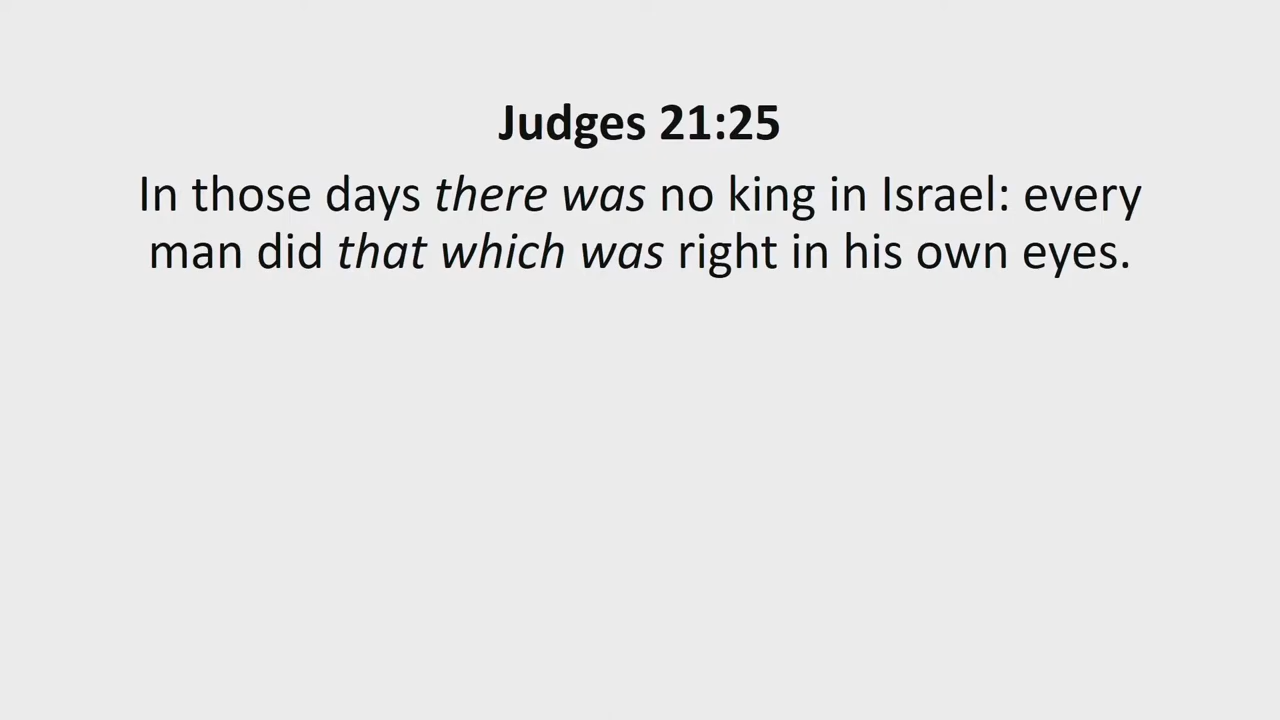 Judges 21:25
In those days there was no king in Israel: every
man did that which was right in his own eyes.